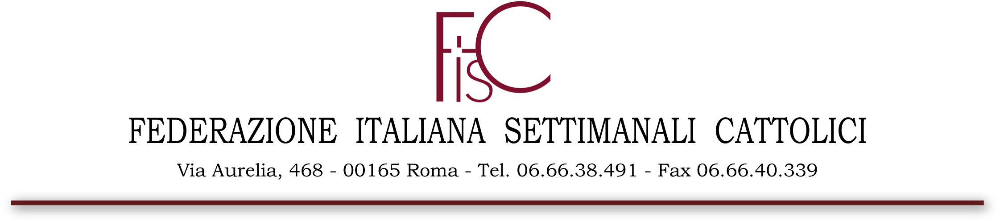 FisC
FEDERAZIONE ITALIANA SETTIMANALI CATTOLICI
Via Aurelia, 468 - 00165 Roma - Tel. 06.66.38.491 - Fax 06.66.40.339